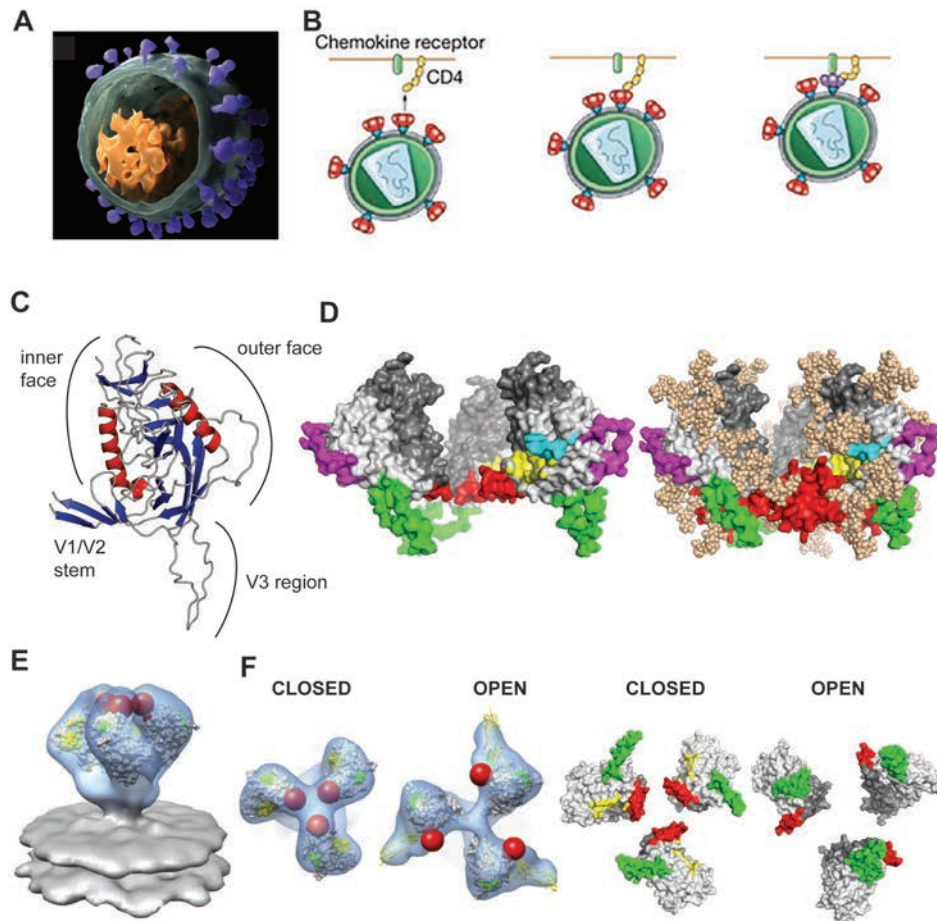 A
B
Chemokine receptor
CD4
C
inner
face
outer face
V1/V2
stem
V3 region
D
E
F
CLOSED
OPEN
CLOSED
OPEN